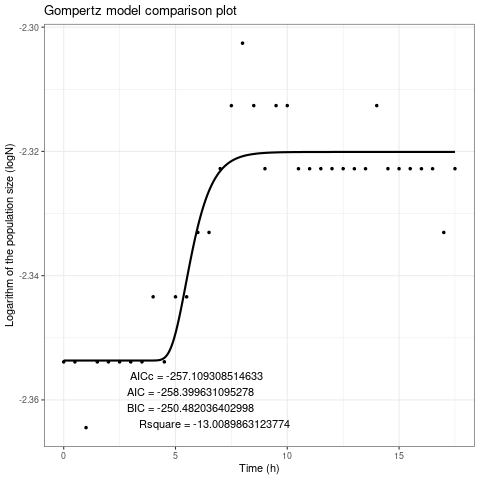 Gompertz model comparison plot
-2.30
-2.32
-2.34
-2.36
Logarithm of the population size (logN)
AICc = -257.109308514633
AIC = -258.399631095278
BIC = -250.482036402998
Rsquare = -13.0089863123774
0
5
10
15
Time (h)